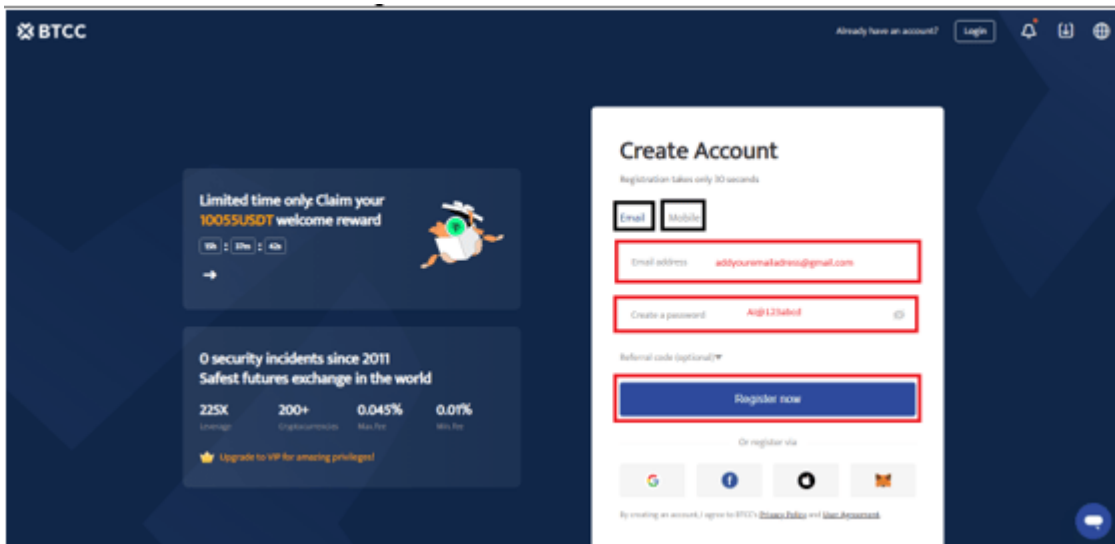 BTCC
Already have an account?
Login
Limited time only: Claim your
10055USDT welcome reward
15h : 37m : 42s
0 security incidents since 2011
Safest futures exchange in the world
225X 200+ 0.045% 0.01%
Leverage Cryptocurrencies Max.fee Min.fee
Upgrade to VIP for amazing privileges!
Create Account
Registration takes only 30 seconds
Email Mobile
Email address addyouremailadress@gmail.com
Create a password A@123abcd
Referral code (optional)
Register now
Or register via
By creating an account, I agree to BTCC's Privacy Policy and User Agreement.